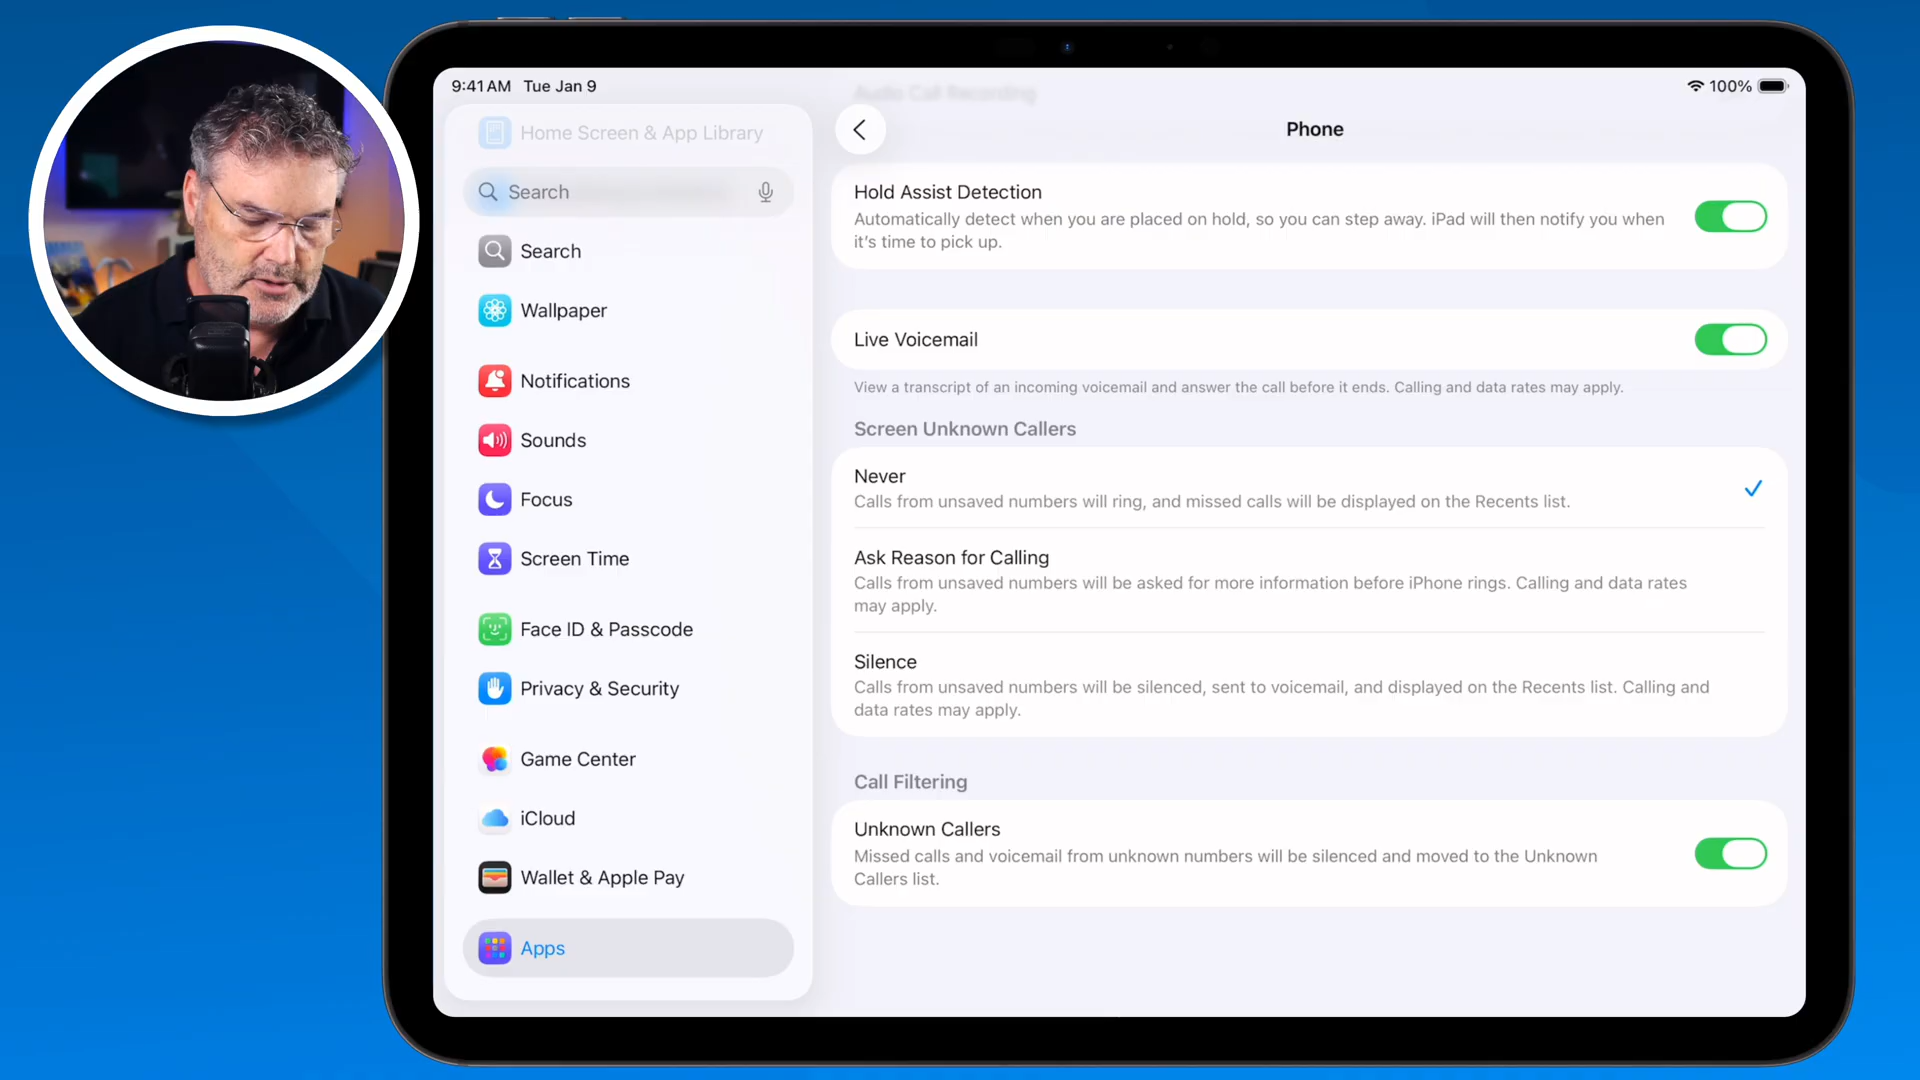 9:41 AM Tue Jan 9
100%
Home Screen & App Library
Search
Search
Wallpaper
Notifications
Sounds
Focus
Screen Time
Face ID & Passcode
Privacy & Security
Game Center
iCloud
Wallet & Apple Pay
Apps
Audio Call Recording
Phone
Hold Assist Detection
Automatically detect when you are placed on hold, so you can step away. iPad will then notify you when
it's time to pick up.
Live Voicemail
View a transcript of an incoming voicemail and answer the call before it ends. Calling and data rates may apply.
Screen Unknown Callers
Never
Calls from unsaved numbers will ring, and missed calls will be displayed on the Recents list.
Ask Reason for Calling
Calls from unsaved numbers will be asked for more information before iPhone rings. Calling and data rates
may apply.
Silence
Calls from unsaved numbers will be silenced, sent to voicemail, and displayed on the Recents list. Calling and
data rates may apply.
Call Filtering
Unknown Callers
Missed calls and voicemail from unknown numbers will be silenced and moved to the Unknown
Callers list.